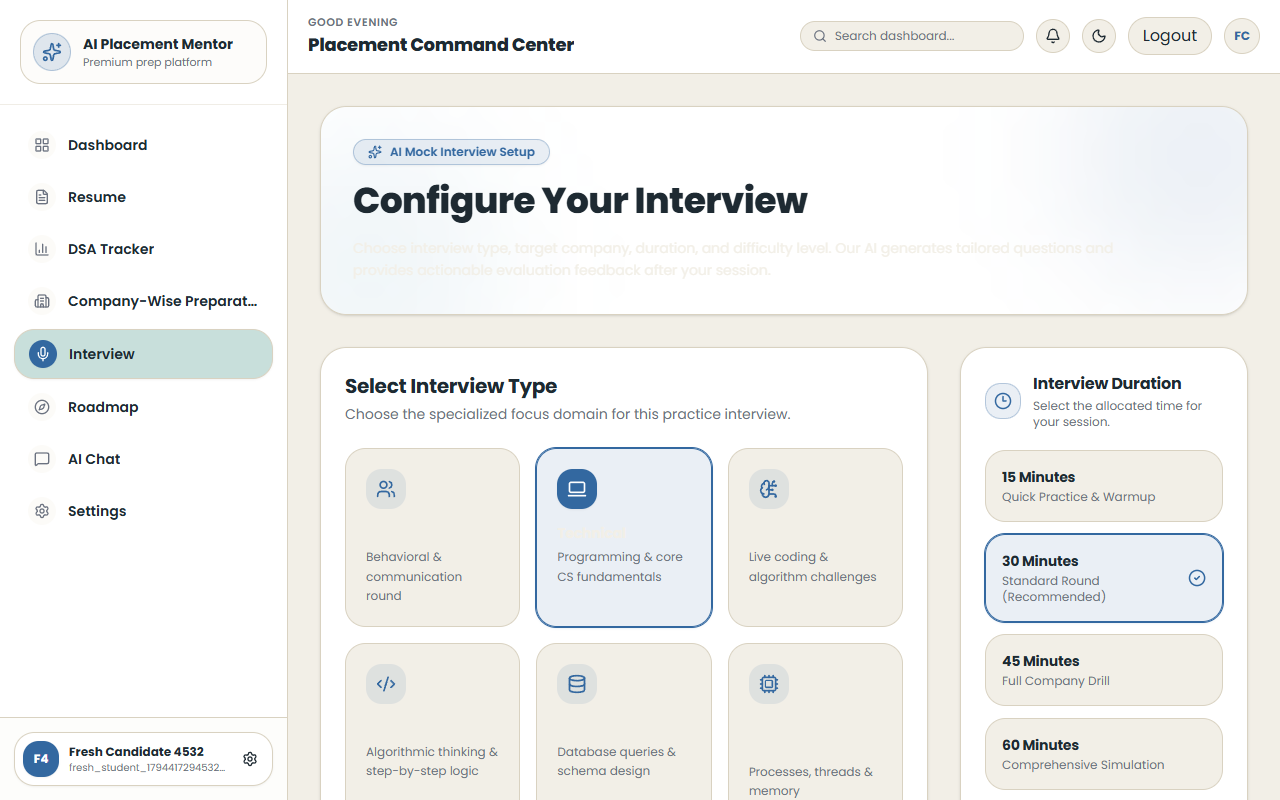 AI Placement Mentor
Premium prep platform
Dashboard
Resume
DSA Tracker
Company-Wise Preparat...
Interview
Roadmap
AI Chat
Settings
F4
Fresh Candidate 4532
fresh_student_1794417294532...
GOOD EVENING
Placement Command Center
Search dashboard...
Logout
FC
AI Mock Interview Setup
Configure Your Interview
Choose interview type, target company, duration, and difficulty level. Our AI generates tailored questions and
provides actionable evaluation feedback after your session.
Select Interview Type
Choose the specialized focus domain for this practice interview.
Behavioral &
communication
round
Programming & core
CS fundamentals
Live coding &
algorithm challenges
Algorithmic thinking &
step-by-step logic
Database queries &
schema design
Processes, threads &
memory
Interview Duration
Select the allocated time for
your session.
15 Minutes
Quick Practice & Warmup
30 Minutes
Standard Round
(Recommended)
45 Minutes
Full Company Drill
60 Minutes
Comprehensive Simulation